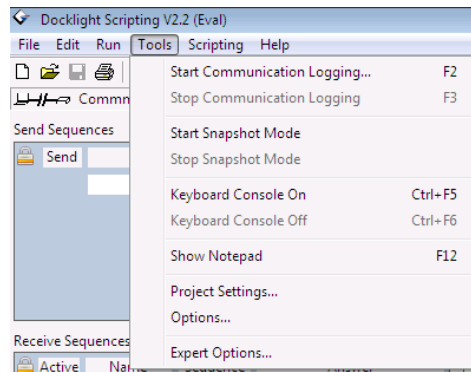 Docklight Scripting V2.2 (Eval)
File Edit Run Tools Scripting Help
Start Communication Logging... F2
Stop Communication Logging F3
Start Snapshot Mode
Stop Snapshot Mode
Keyboard Console On Ctrl+F5
Keyboard Console Off Ctrl+F6
Show Notepad F12
Project Settings...
Options...
Expert Options...
Commn
Send Sequences
Send
Receive Sequences
Active Nam